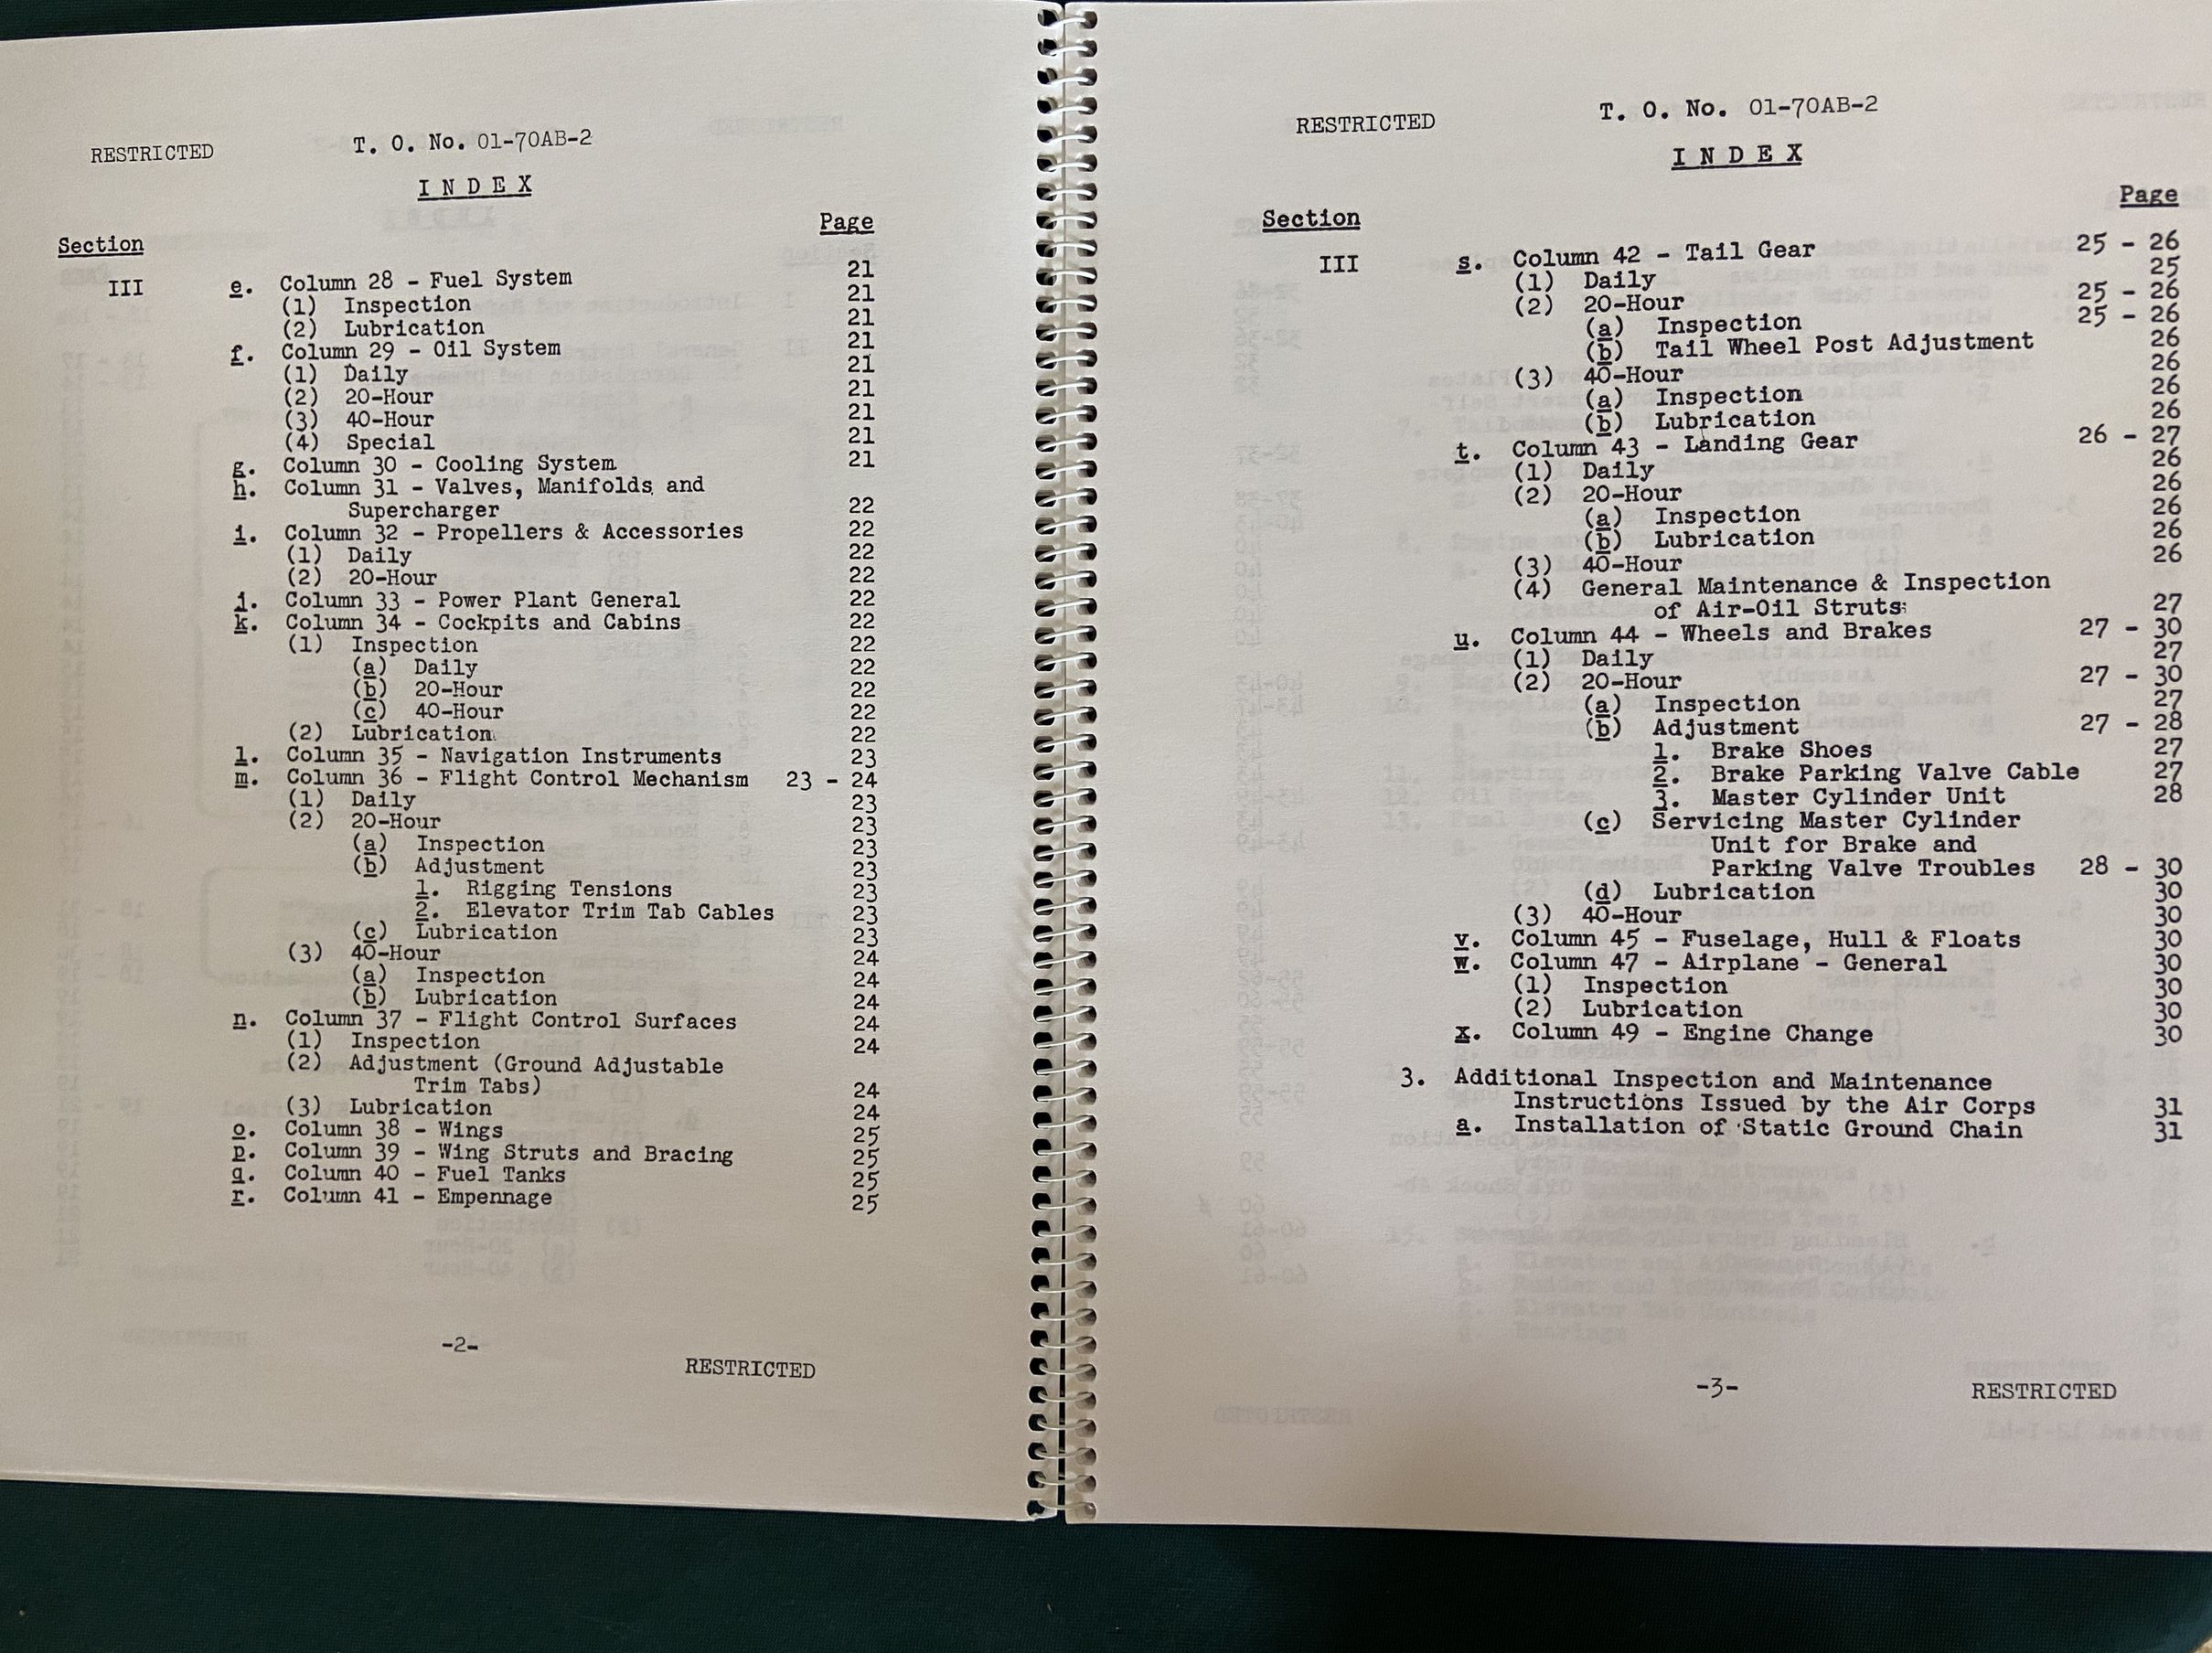 RESTRICTED T. O. No. 01-70AB-2
I N D E X
Section Page
III e. Column 28 - Fuel System 21
(1) Inspection 21
(2) Lubrication 21
f. Column 29 - Oil System 21
(1) Daily 21
(2) 20-Hour 21
(3) 40-Hour 21
(4) Special 21
g. Column 30 - Cooling System 21
h. Column 31 - Valves, Manifolds and
Supercharger 22
i. Column 32 - Propellers & Accessories 22
(1) Daily 22
(2) 20-Hour 22
j. Column 33 - Power Plant General 22
k. Column 34 - Cockpits and Cabins 22
(1) Inspection 22
(a) Daily 22
(b) 20-Hour 22
(c) 40-Hour 22
(2) Lubrication 22
l. Column 35 - Navigation Instruments 23
m. Column 36 - Flight Control Mechanism 23 - 24
(1) Daily 23
(2) 20-Hour 23
(a) Inspection 23
(b) Adjustment 23
1. Rigging Tensions 23
2. Elevator Trim Tab Cables 23
(c) Lubrication 23
(3) 40-Hour 24
(a) Inspection 24
(b) Lubrication 24
n. Column 37 - Flight Control Surfaces 24
(1) Inspection 24
(2) Adjustment (Ground Adjustable
Trim Tabs) 24
(3) Lubrication 24
o. Column 38 - Wings 25
p. Column 39 - Wing Struts and Bracing 25
q. Column 40 - Fuel Tanks 25
r. Column 41 - Empennage 25
-2-
RESTRICTED
RESTRICTED T. O. No. 01-70AB-2
I N D E X
Section Page
III s. Column 42 - Tail Gear 25 - 26
(1) Daily 25
(2) 20-Hour 25 - 26
(a) Inspection 25 - 26
(b) Tail Wheel Post Adjustment 26
(3) 40-Hour 26
(a) Inspection 26
(b) Lubrication 26
t. Column 43 - Landing Gear 26 - 27
(1) Daily 26
(2) 20-Hour 26
(a) Inspection 26
(b) Lubrication 26
(3) 40-Hour 26
(4) General Maintenance & Inspection
of Air-Oil Struts 27
u. Column 44 - Wheels and Brakes 27 - 30
(1) Daily 27
(2) 20-Hour 27 - 30
(a) Inspection 27
(b) Adjustment 27 - 28
1. Brake Shoes 27
2. Brake Parking Valve Cable 27
3. Master Cylinder Unit 28
(c) Servicing Master Cylinder
Unit for Brake and
Parking Valve Troubles 28 - 30
(d) Lubrication 30
(3) 40-Hour 30
v. Column 45 - Fuselage, Hull & Floats 30
w. Column 47 - Airplane - General 30
(1) Inspection 30
(2) Lubrication 30
x. Column 49 - Engine Change 30
3. Additional Inspection and Maintenance
Instructions Issued by the Air Corps 31
a. Installation of Static Ground Chain 31
-3-
RESTRICTED